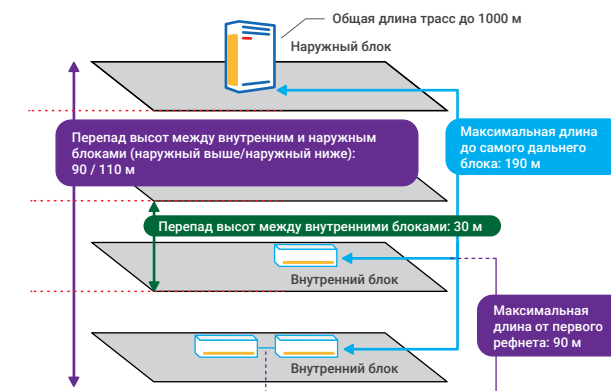 Общая длина трасс до 1000 м
Наружный блок
Перепад высот между внутренним и наружным
блоками (наружный выше/наружный ниже):
90 / 110 м
Максимальная длина
до самого дальнего
блока: 190 м
Перепад высот между внутренними блоками: 30 м
Внутренний блок
Максимальная
длина от первого
рефнета: 90 м
Внутренний блок